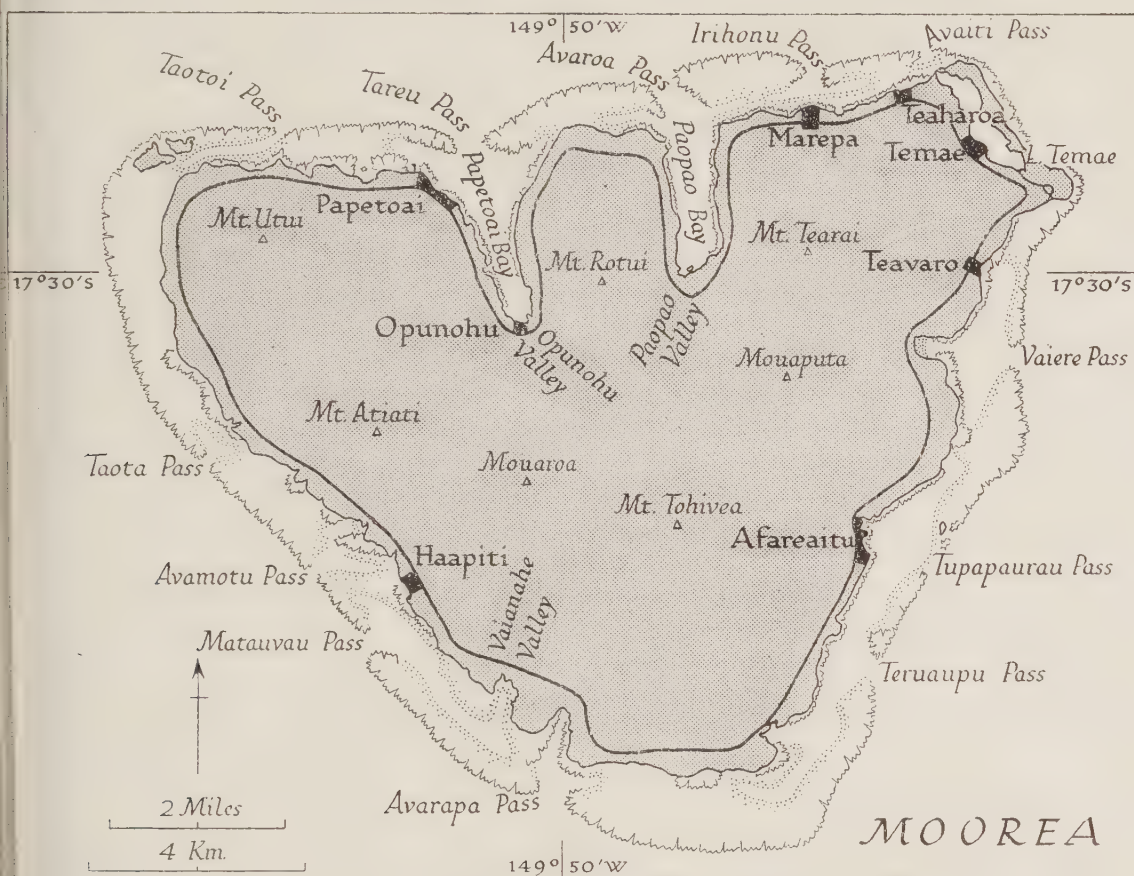 149° 50'W
Irihonu Pass
Avaiti Pass
Avaroa Pass
Taotoi Pass
Tareu Pass
Teaharoa
Marepa
Temae
L. Temae
Papetoai
Papetoai Bay
Paopao Bay
Mt. Utui
Mt. Rotui
Mt. Tearai
Teavaro
17°30'S
17°30'S
Opunohu
Opunohu
Valley
Paopao
Valley
Mouaputa
Vaiere Pass
Mt. Atiati
Taota Pass
Mouaroa
Mt. Tohivea
Afareaitu
Haapiti
Avamotu Pass
Vaianahe
Valley
Tupapaurau Pass
Matauvau Pass
Teruaupu Pass
2 Miles
4 Km.
Avarapa Pass
MOOREA
149° 50'W